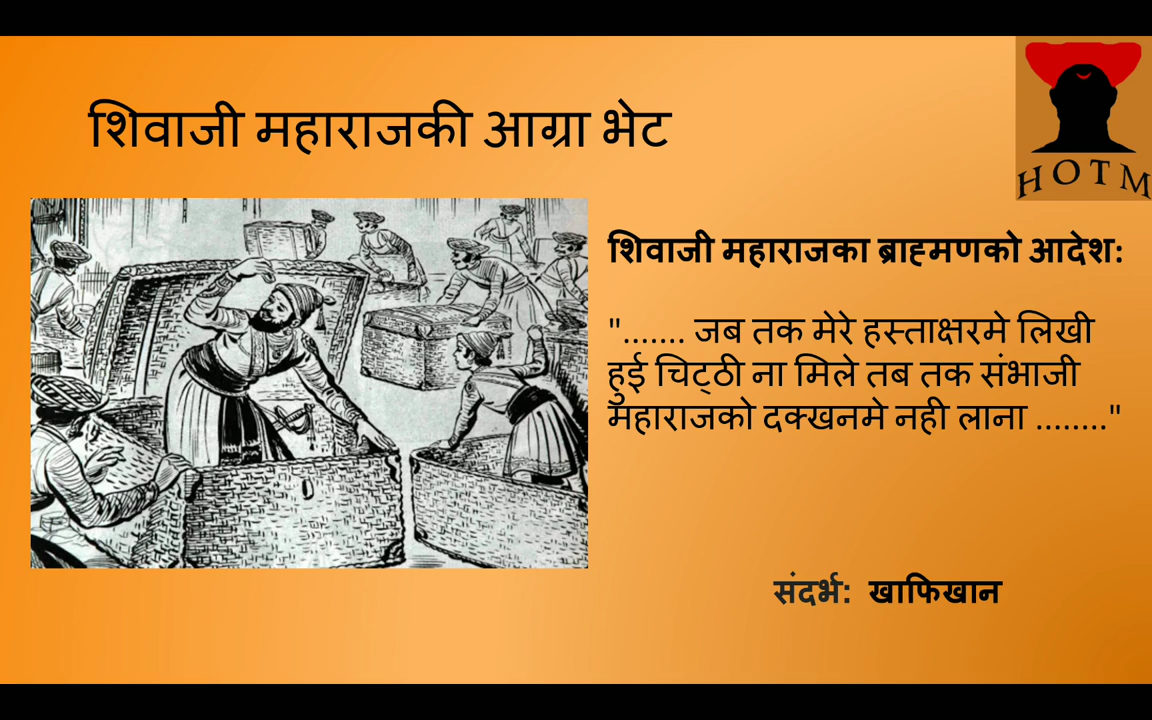 शिवाजी महाराजकी आग्रा भेट
HOTM
शिवाजी महाराजका ब्राह्मणको आदेश:
"....... जब तक मेरे हस्ताक्षरमे लिखी
हुई चिट्ठी ना मिले तब तक संभाजी
महाराजको दक्खनमे नही लाना ........"
संदर्भ: खाफिखान